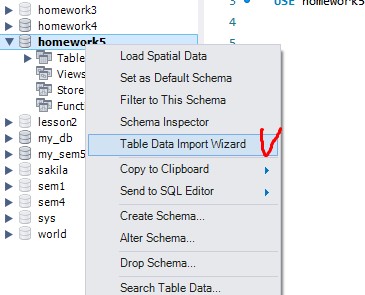 homework3
homework4
homework5
Table
Views
Store
Functi
lesson2
my_db
my_sem5
sakila
sem1
sem4
sys
world
3 USE homework5
5
Load Spatial Data
Set as Default Schema
Filter to This Schema
Schema Inspector
Table Data Import Wizard
Copy to Clipboard
Send to SQL Editor
Create Schema...
Alter Schema...
Drop Schema...
Search Table Data...